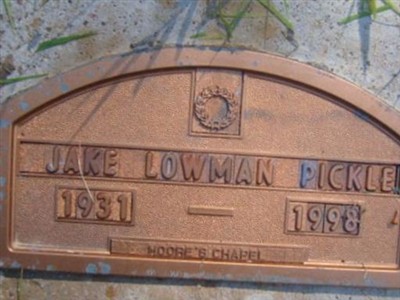 JAKE LOWMAN PICKLE
1931 — 1998
MOORE'S CHAPEL